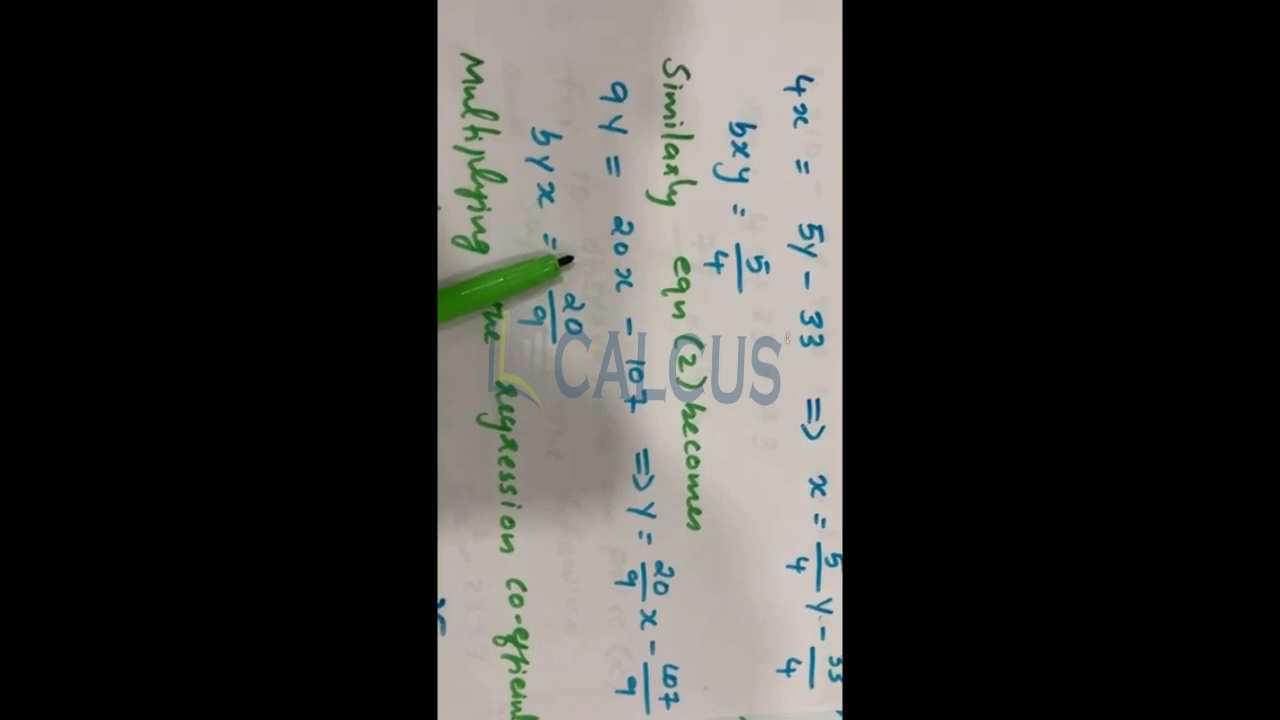 4x = 5y - 33 => x = 5/4 y - 33/4
bxy = 5/4
Similarly eqn (2) becomes
9y = 20x - 107 => y = 20/9 x - 107/9
byx = 20/9
Multiplying the regression co-efficient
CALCUS®